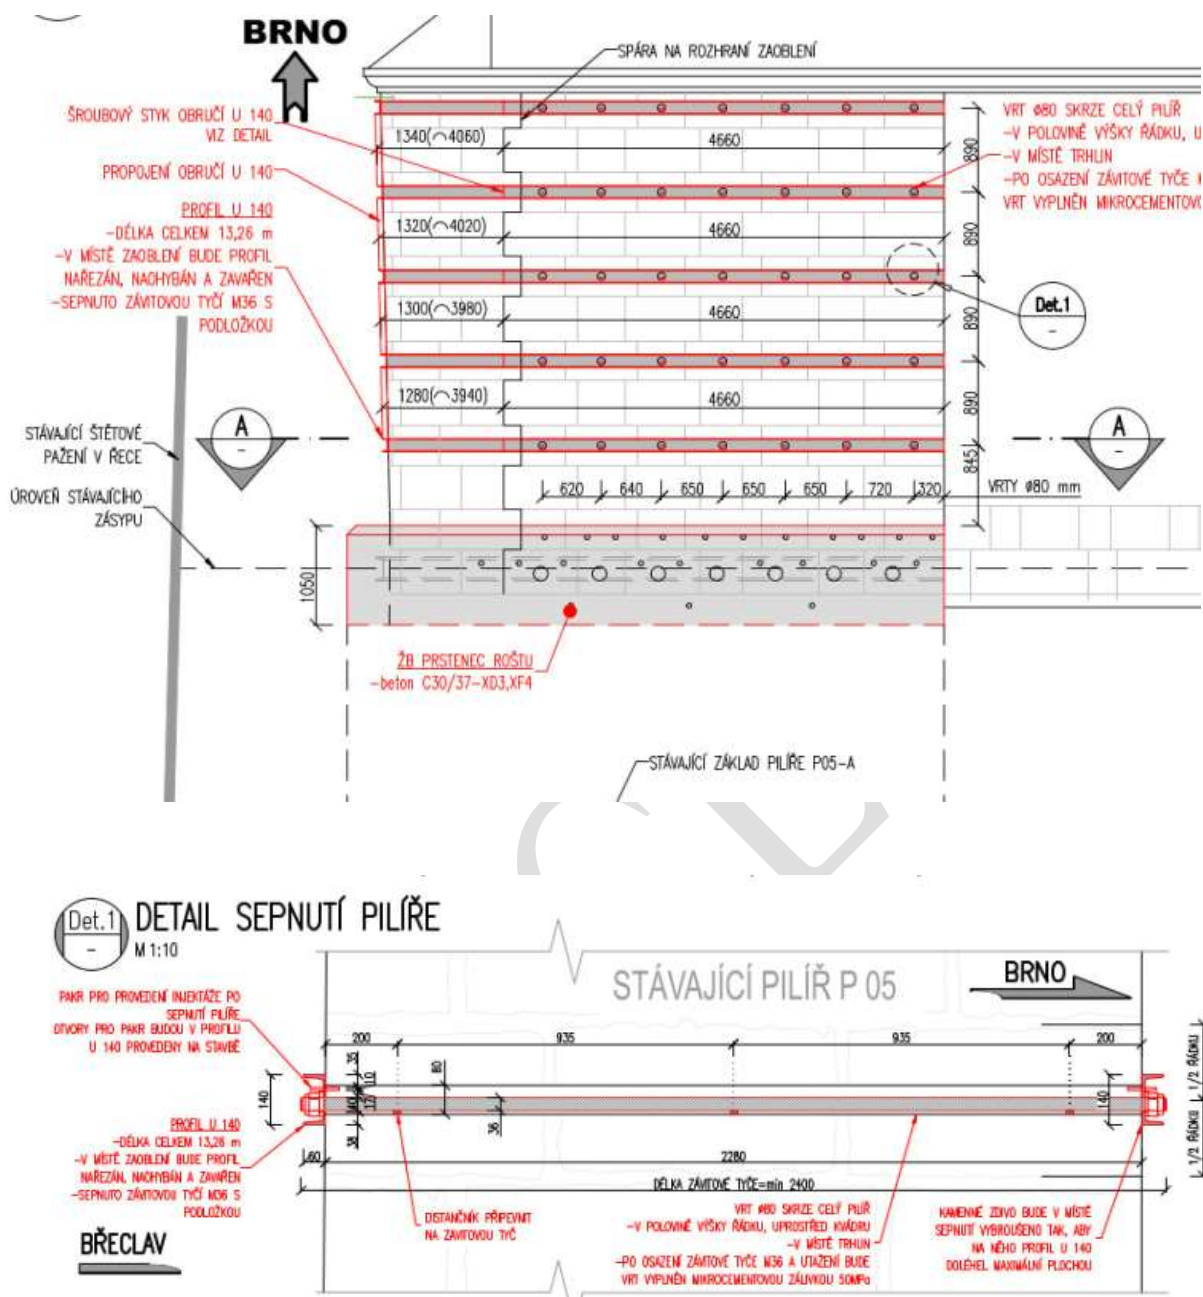 BRNO
SPÁRA NA ROZHRANÍ ZAOBLENÍ
ŠROUBOVÝ STYK OBRUČÍ U 140
VIZ DETAIL
PROPOJENÍ OBRUČÍ U 140
PROFIL U 140
-DÉLKA CELKEM 13,26 m
-V MÍSTĚ ZAOBLENÍ BUDE PROFIL
NAŘEZÁN, NAOHYBÁN A ZAVAŘEN
-SEPNUTO ZÁVITOVOU TYČÍ M36 S
PODLOŽKOU
VRT ø80 SKRZE CELÝ PILÍŘ
-V POLOVINĚ VÝŠKY ŘÁDKU, U
-V MÍSTĚ TRHLIN
-PO OSAZENÍ ZÁVITOVÉ TYČE
VRT VYPLNĚN MIKROCEMENTOVO
1340(⌒4060) 4660 890
1320(⌒4020) 4660 890
1300(⌒3980) 4660 890
1280(⌒3940) 4660 890
845
Det.1
-
A
-
A
-
STÁVAJÍCÍ ŠTĚTOVÉ
PAŽENÍ V ŘECE
ÚROVEŇ STÁVAJÍCÍHO
ZÁSYPU
620 640 650 650 650 720 320 VRTY ø80 mm
1050
ŽB PRSTENEC ROŠTU
-beton C30/37-XD3,XF4
STÁVAJÍCÍ ZÁKLAD PILÍŘE P05-A
Det.1
-
DETAIL SEPNUTÍ PILÍŘE
M 1:10
STÁVAJÍCÍ PILÍŘ P 05
BRNO
PAKR PRO PROVEDENÍ INJEKTÁŽE PO
SEPNUTÍ PILÍŘE
OTVORY PRO PAKR BUDOU V PROFILU
U 140 PROVEDENY NA STAVBĚ
200 935 935 200
35
10
80
140
40
12
38
36
140
1/2 ŘÁDKU
1/2 ŘÁDKU
PROFIL U 140
-DÉLKA CELKEM 13,26 m
-V MÍSTĚ ZAOBLENÍ BUDE PROFIL
NAŘEZÁN, NAOHYBÁN A ZAVAŘEN
-SEPNUTO ZÁVITOVOU TYČÍ M36 S
PODLOŽKOU
60 2280
DÉLKA ZÁVITOVÉ TYČE=min 2400
DISTANČNÍK PŘIPEVNIT
NA ZAVITOVOU TYČ
VRT ø80 SKRZE CELÝ PILÍŘ
-V POLOVINĚ VÝŠKY ŘÁDKU, UPROSTŘED KVÁDRU
-V MÍSTĚ TRHLIN
-PO OSAZENÍ ZÁVITOVÉ TYČE M36 A UTAŽENÍ BUDE
VRT VYPLNĚN MIKROCEMENTOVOU ZÁLIVKOU 50MPa
KAMENNÉ ZDIVO BUDE V MÍSTĚ
SEPNUTÍ VYBROUŠENO TAK, ABY
NA NĚHO PROFIL U 140
DOLÉHEL MAXIMÁLNÍ PLOCHOU
BŘECLAV